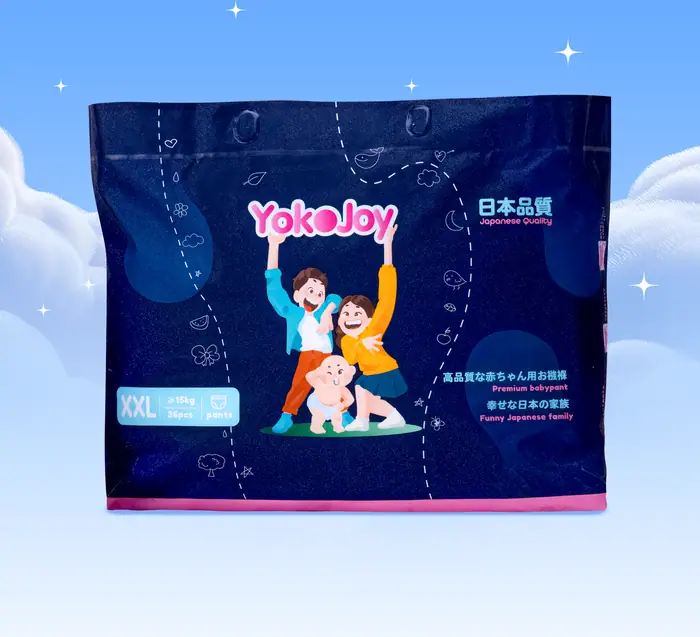 YokoJoy
日本品質
Japanese Quality
高品質な赤ちゃん用お襁褓
Premium babypant
幸せな日本の家族
Funny Japanese family
XXL
≥15kg
36pcs
pants